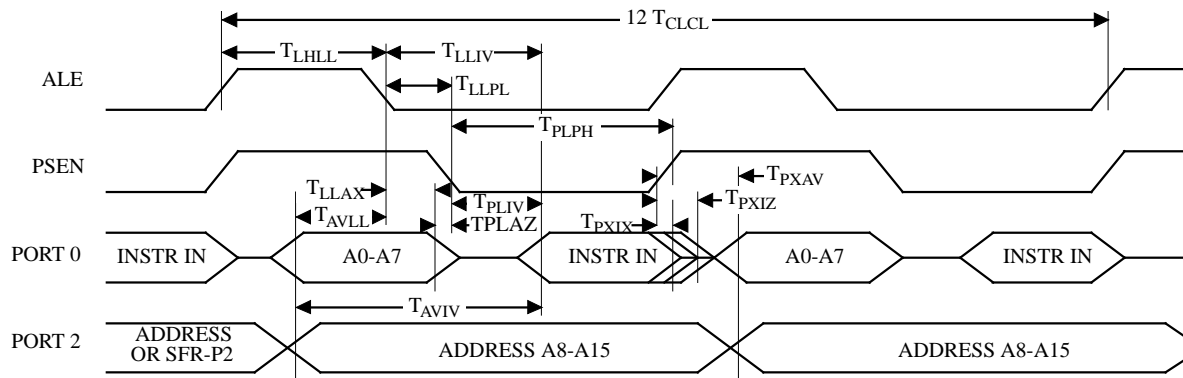 12 TCLCL
TLHLL
TLLIV
ALE
TLLPL
TPLPH
PSEN
TLLAX
TPXAV
TPLIV
TPXIZ
TAVLL
TPLAZ
TPXIX
PORT 0
INSTR IN
A0-A7
INSTR IN
A0-A7
INSTR IN
TAVIV
PORT 2
ADDRESS
OR SFR-P2
ADDRESS A8-A15
ADDRESS A8-A15